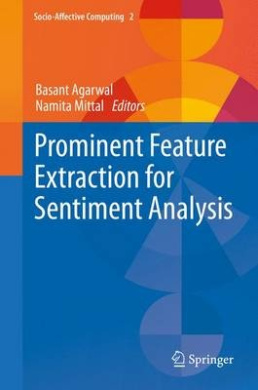 Socio-Affective Computing 2
Basant Agarwal
Namita Mittal Editors
Prominent Feature
Extraction for
Sentiment Analysis
Springer